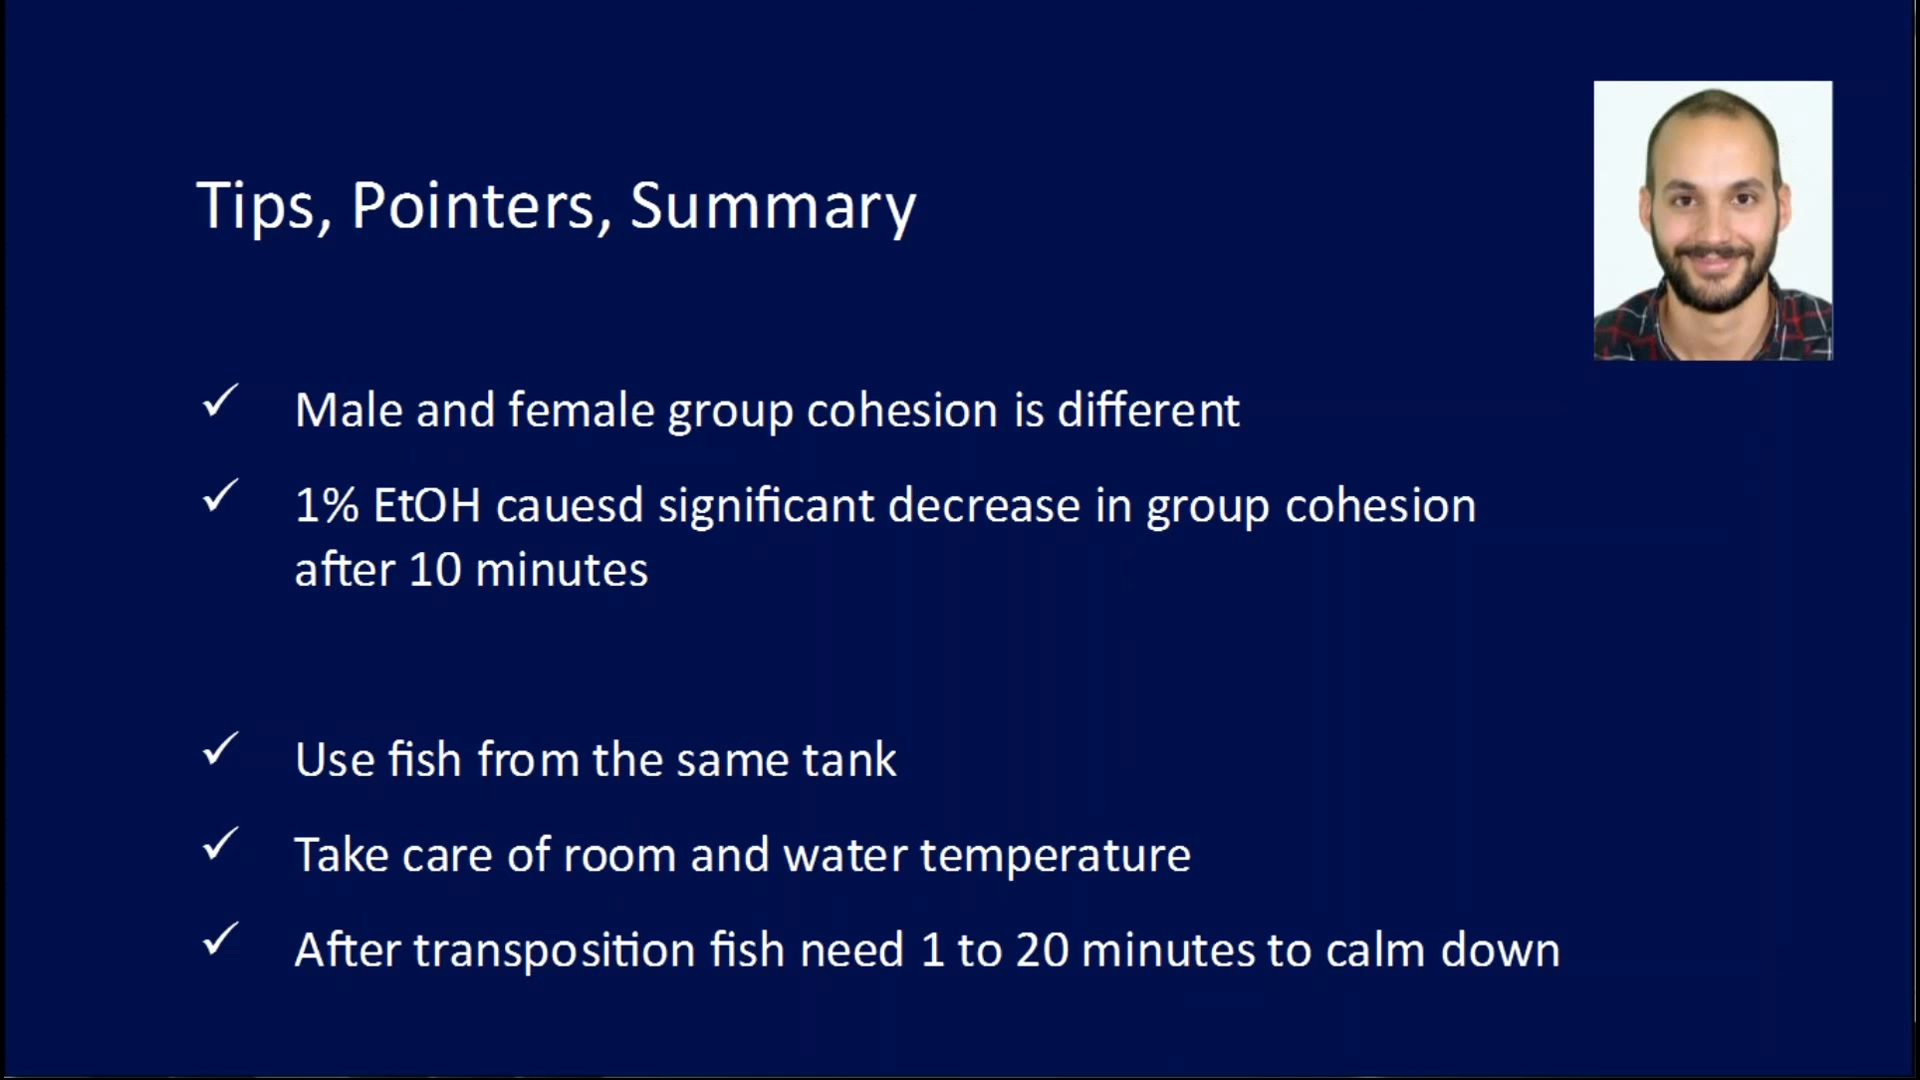 Tips, Pointers, Summary
✓ Male and female group cohesion is different
✓ 1% EtOH cauesd significant decrease in group cohesion
after 10 minutes
✓ Use fish from the same tank
✓ Take care of room and water temperature
✓ After transposition fish need 1 to 20 minutes to calm down